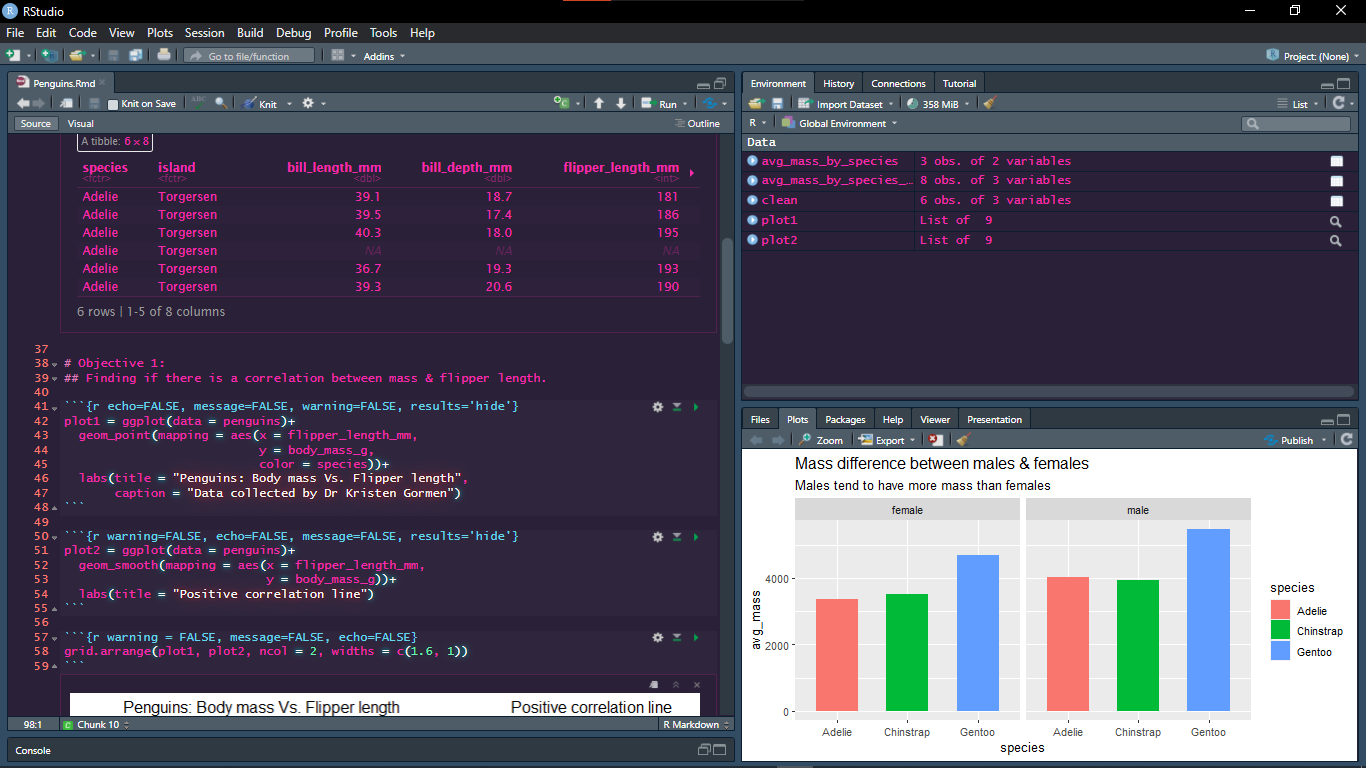 RStudio
File Edit Code View Plots Session Build Debug Profile Tools Help
Go to file/function Addins Project: (None)
Penguins.Rmd
Knit on Save ABC Knit Run
Source Visual Outline
A tibble: 6 × 8
species island bill_length_mm bill_depth_mm flipper_length_mm
<fctr> <fctr> <dbl> <dbl> <int>
Adelie Torgersen 39.1 18.7 181
Adelie Torgersen 39.5 17.4 186
Adelie Torgersen 40.3 18.0 195
Adelie Torgersen NA NA NA
Adelie Torgersen 36.7 19.3 193
Adelie Torgersen 39.3 20.6 190
6 rows | 1-5 of 8 columns
37
38 # Objective 1:
39 ## Finding if there is a correlation between mass & flipper length.
40
41 ```{r echo=FALSE, message=FALSE, warning=FALSE, results='hide'}
42 plot1 = ggplot(data = penguins)+
43 geom_point(mapping = aes(x = flipper_length_mm,
44 y = body_mass_g,
45 color = species))+
46 labs(title = "Penguins: Body mass Vs. Flipper length",
47 caption = "Data collected by Dr Kristen Gormen")
48 ```
49
50 ```{r warning=FALSE, echo=FALSE, message=FALSE, results='hide'}
51 plot2 = ggplot(data = penguins)+
52 geom_smooth(mapping = aes(x = flipper_length_mm,
53 y = body_mass_g))+
54 labs(title = "Positive correlation line")
55 ```
56
57 ```{r warning = FALSE, message=FALSE, echo=FALSE}
58 grid.arrange(plot1, plot2, ncol = 2, widths = c(1.6, 1))
59 ```
Penguins: Body mass Vs. Flipper length Positive correlation line
98:1 Chunk 10 R Markdown
Console
Environment History Connections Tutorial
Import Dataset 358 MiB List
R Global Environment
Data
avg_mass_by_species 3 obs. of 2 variables
avg_mass_by_species_… 8 obs. of 3 variables
clean 6 obs. of 3 variables
plot1 List of 9
plot2 List of 9
Files Plots Packages Help Viewer Presentation
Zoom Export Publish
Mass difference between males & females
Males tend to have more mass than females
female male
avg_mass
4000
2000
0
Adelie Chinstrap Gentoo Adelie Chinstrap Gentoo
species
species
Adelie
Chinstrap
Gentoo